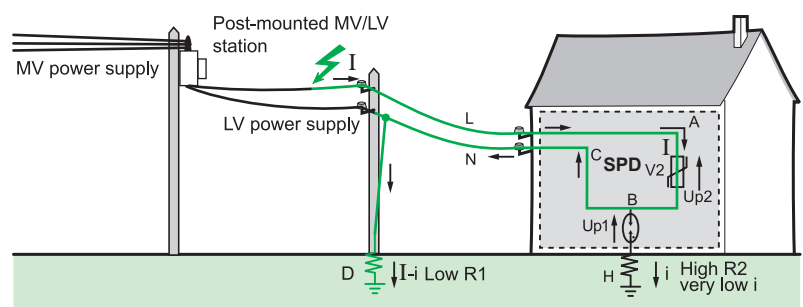 Post-mounted MV/LV
station
MV power supply
I
LV power supply
L
A
N
C
SPD
I
V2
Up2
B
Up1
D
I-i Low R1
H
i
High R2
very low i